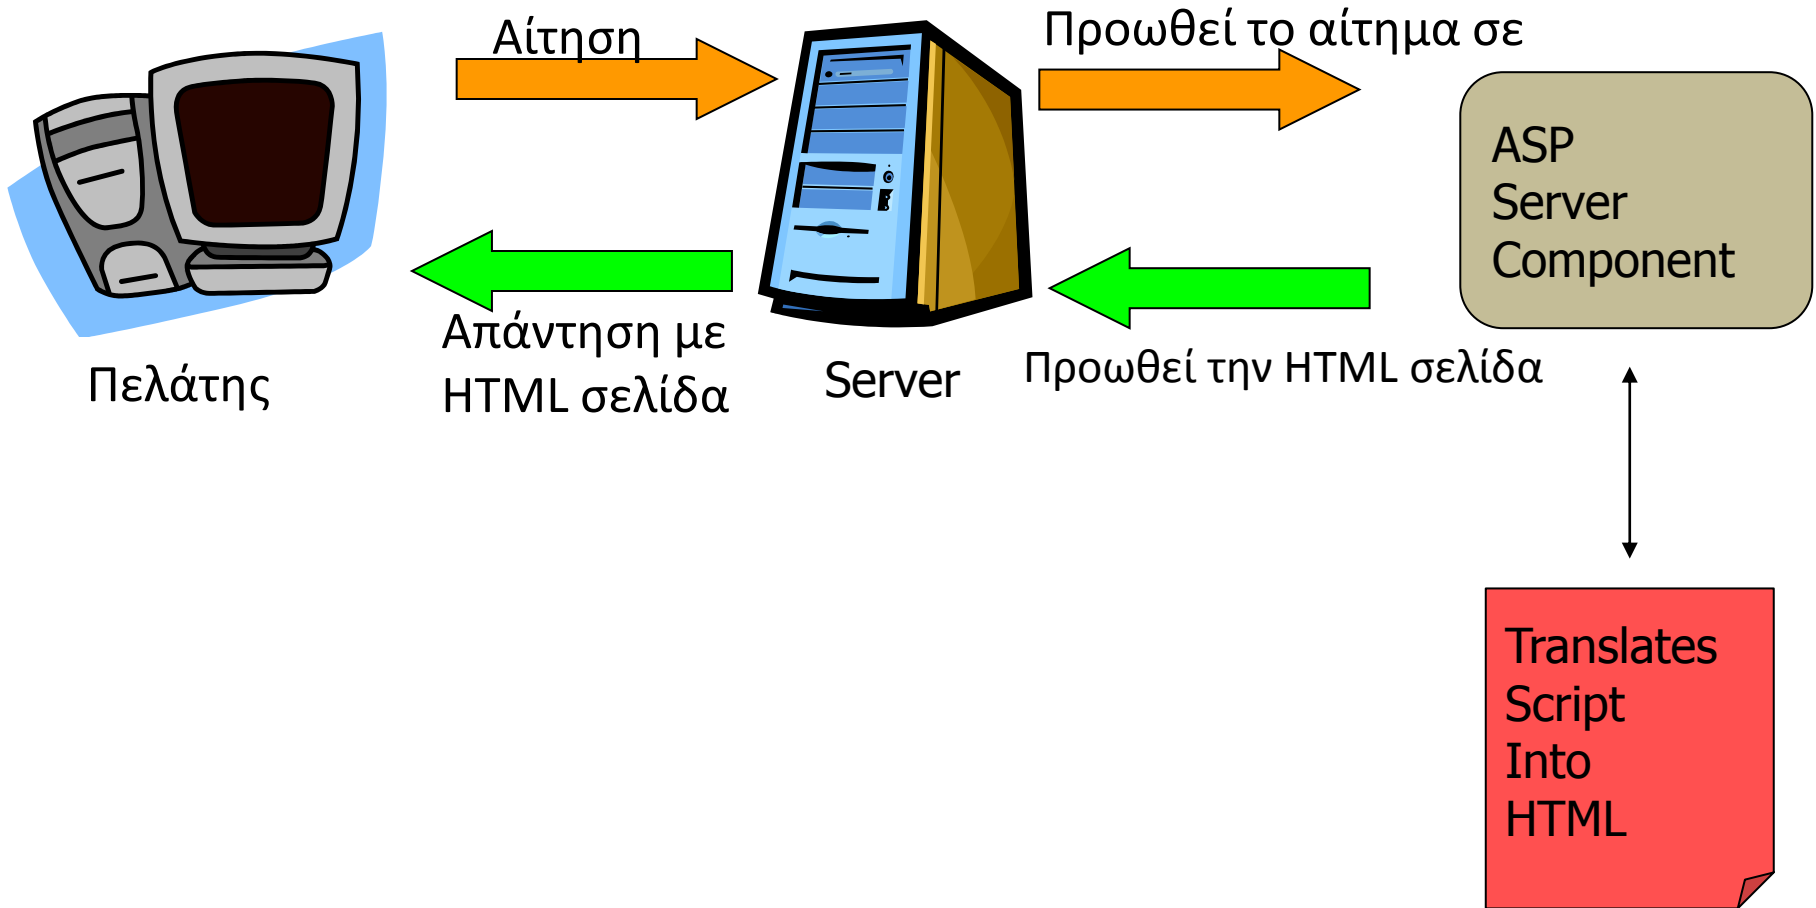 Αίτηση
Προωθεί το αίτημα σε
ASP
Server
Component
Απάντηση με
HTML σελίδα
Πελάτης
Server
Προωθεί την HTML σελίδα
Translates
Script
Into
HTML